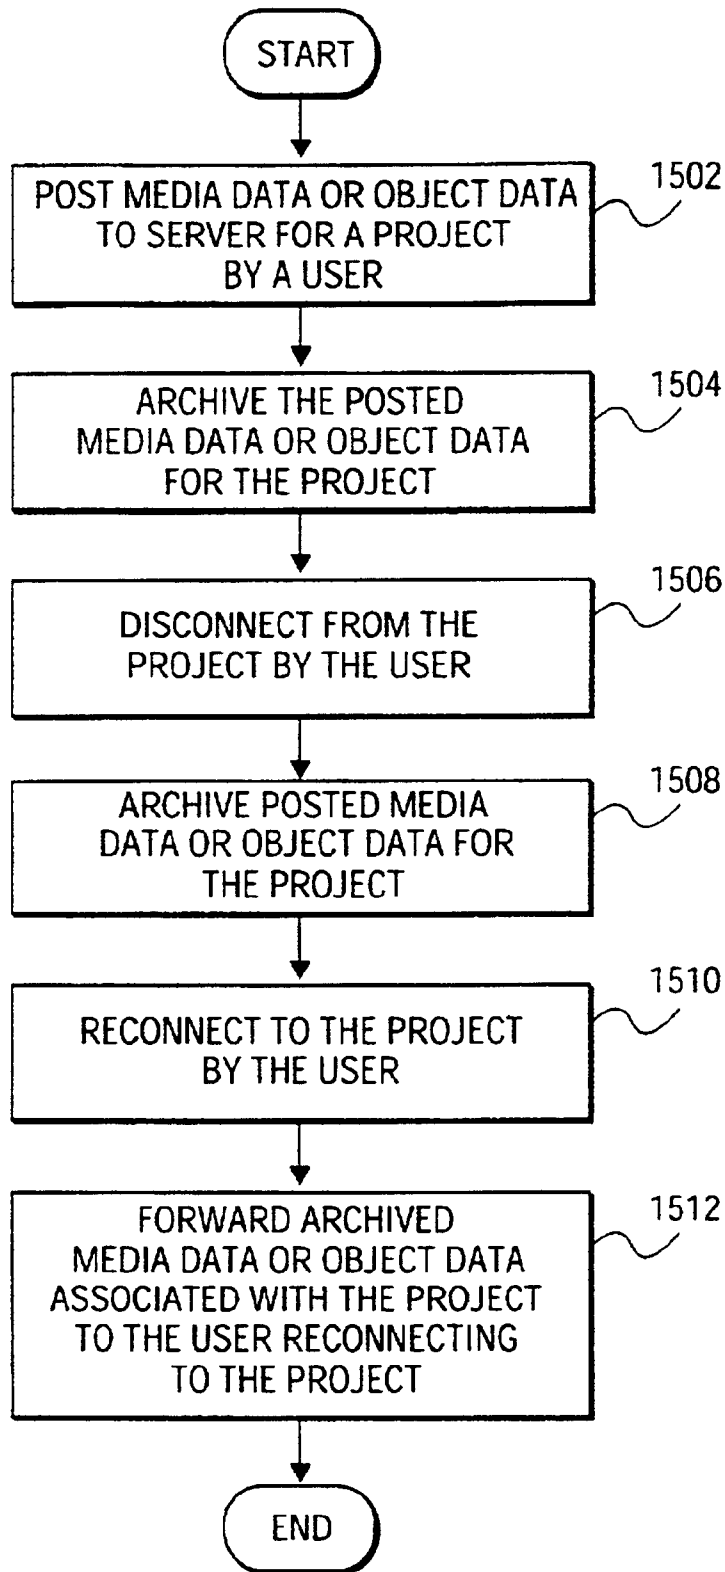 START
POST MEDIA DATA OR OBJECT DATA
TO SERVER FOR A PROJECT
BY A USER
1502
ARCHIVE THE POSTED
MEDIA DATA OR OBJECT DATA
FOR THE PROJECT
1504
DISCONNECT FROM THE
PROJECT BY THE USER
1506
ARCHIVE POSTED MEDIA
DATA OR OBJECT DATA FOR
THE PROJECT
1508
RECONNECT TO THE PROJECT
BY THE USER
1510
FORWARD ARCHIVED
MEDIA DATA OR OBJECT DATA
ASSOCIATED WITH THE PROJECT
TO THE USER RECONNECTING
TO THE PROJECT
1512
END